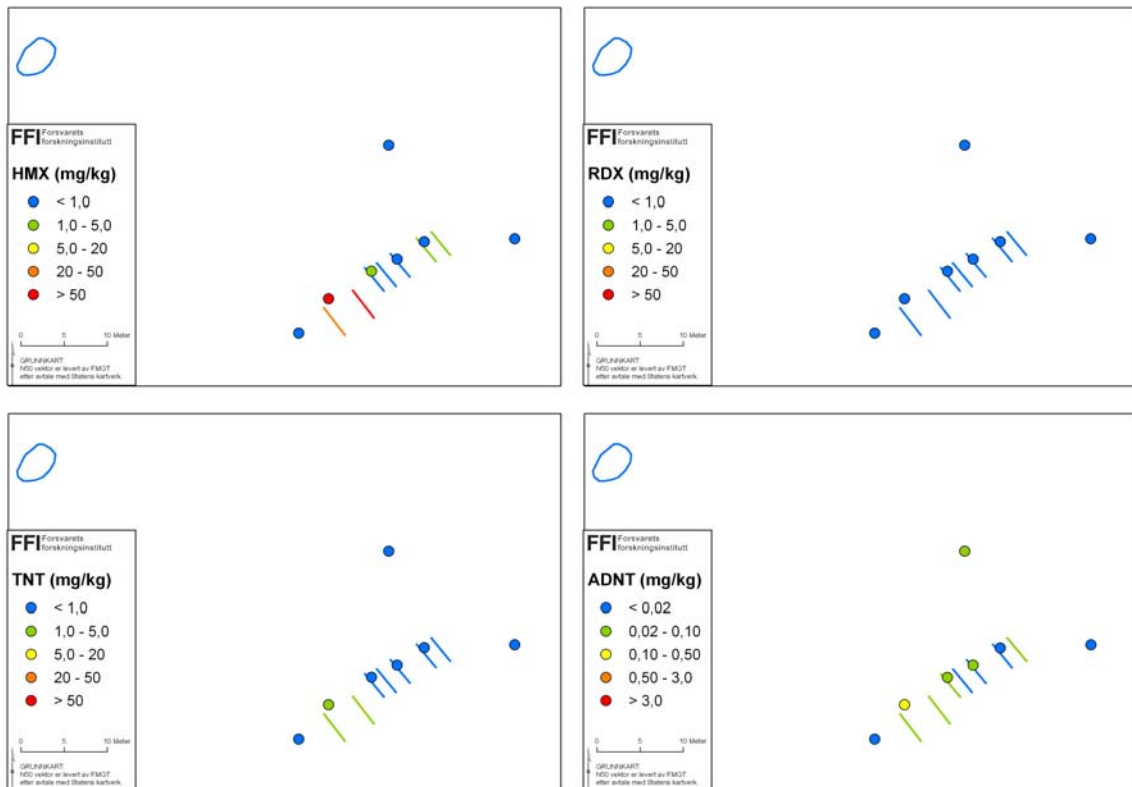 FFI Forsvarets
forskningsinstitutt
HMX (mg/kg)
< 1,0
1,0 - 5,0
5,0 - 20
20 - 50
> 50
0 5 10 Meter
GRUNNKART:
N50 vektor er levert av FMGT
etter avtale med Statens kartverk.
FFI Forsvarets
forskningsinstitutt
RDX (mg/kg)
< 1,0
1,0 - 5,0
5,0 - 20
20 - 50
> 50
0 5 10 Meter
GRUNNKART:
N50 vektor er levert av FMGT
etter avtale med Statens kartverk.
FFI Forsvarets
forskningsinstitutt
TNT (mg/kg)
< 1,0
1,0 - 5,0
5,0 - 20
20 - 50
> 50
0 5 10 Meter
GRUNNKART:
N50 vektor er levert av FMGT
etter avtale med Statens kartverk.
FFI Forsvarets
forskningsinstitutt
ADNT (mg/kg)
< 0,02
0,02 - 0,10
0,10 - 0,50
0,50 - 3,0
> 3,0
0 5 10 Meter
GRUNNKART:
N50 vektor er levert av FMGT
etter avtale med Statens kartverk.